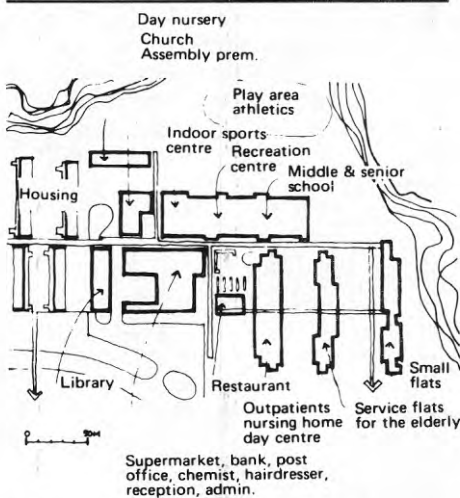 Day nursery
Church
Assembly prem.
Play area
athletics
Indoor sports
centre
Recreation
centre
Middle & senior
school
Housing
Library
Restaurant
Small
flats
Outpatients
nursing home
day centre
Service flats
for the elderly
Supermarket, bank, post
office, chemist, hairdresser,
reception, admin.